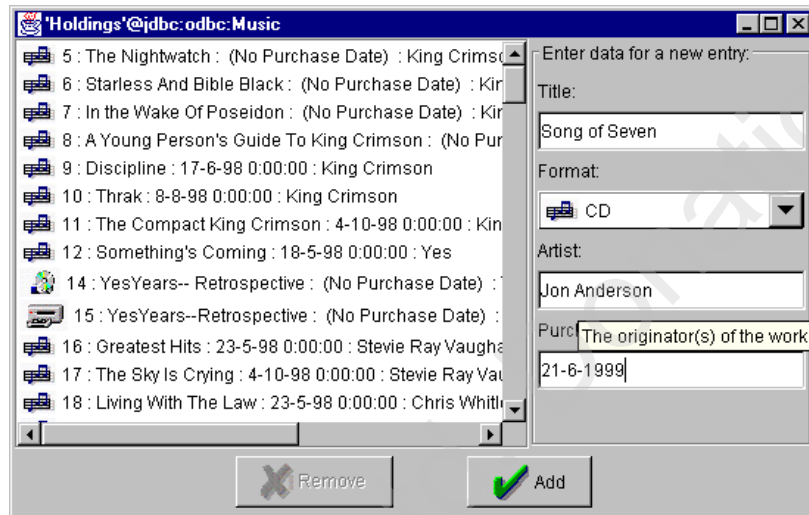 'Holdings'@jdbc:odbc:Music
5 : The Nightwatch : (No Purchase Date) : King Crims
6 : Starless And Bible Black : (No Purchase Date) : Kin
7 : In the Wake Of Poseidon : (No Purchase Date) : Kin
8 : A Young Person's Guide To King Crimson : (No Pur
9 : Discipline : 17-6-98 0:00:00 : King Crimson
10 : Thrak : 8-8-98 0:00:00 : King Crimson
11 : The Compact King Crimson : 4-10-98 0:00:00 : Kin
12 : Something's Coming : 18-5-98 0:00:00 : Yes
14 : YesYears-- Retrospective : (No Purchase Date) :
15 : YesYears--Retrospective : (No Purchase Date) :
16 : Greatest Hits : 23-5-98 0:00:00 : Stevie Ray Vaugha
17 : The Sky Is Crying : 4-10-98 0:00:00 : Stevie Ray Vau
18 : Living With The Law : 23-5-98 0:00:00 : Chris Whitl
Enter data for a new entry:
Title:
Song of Seven
Format:
CD
Artist:
Jon Anderson
Purc
The originator(s) of the work
21-6-1999
Remove
Add